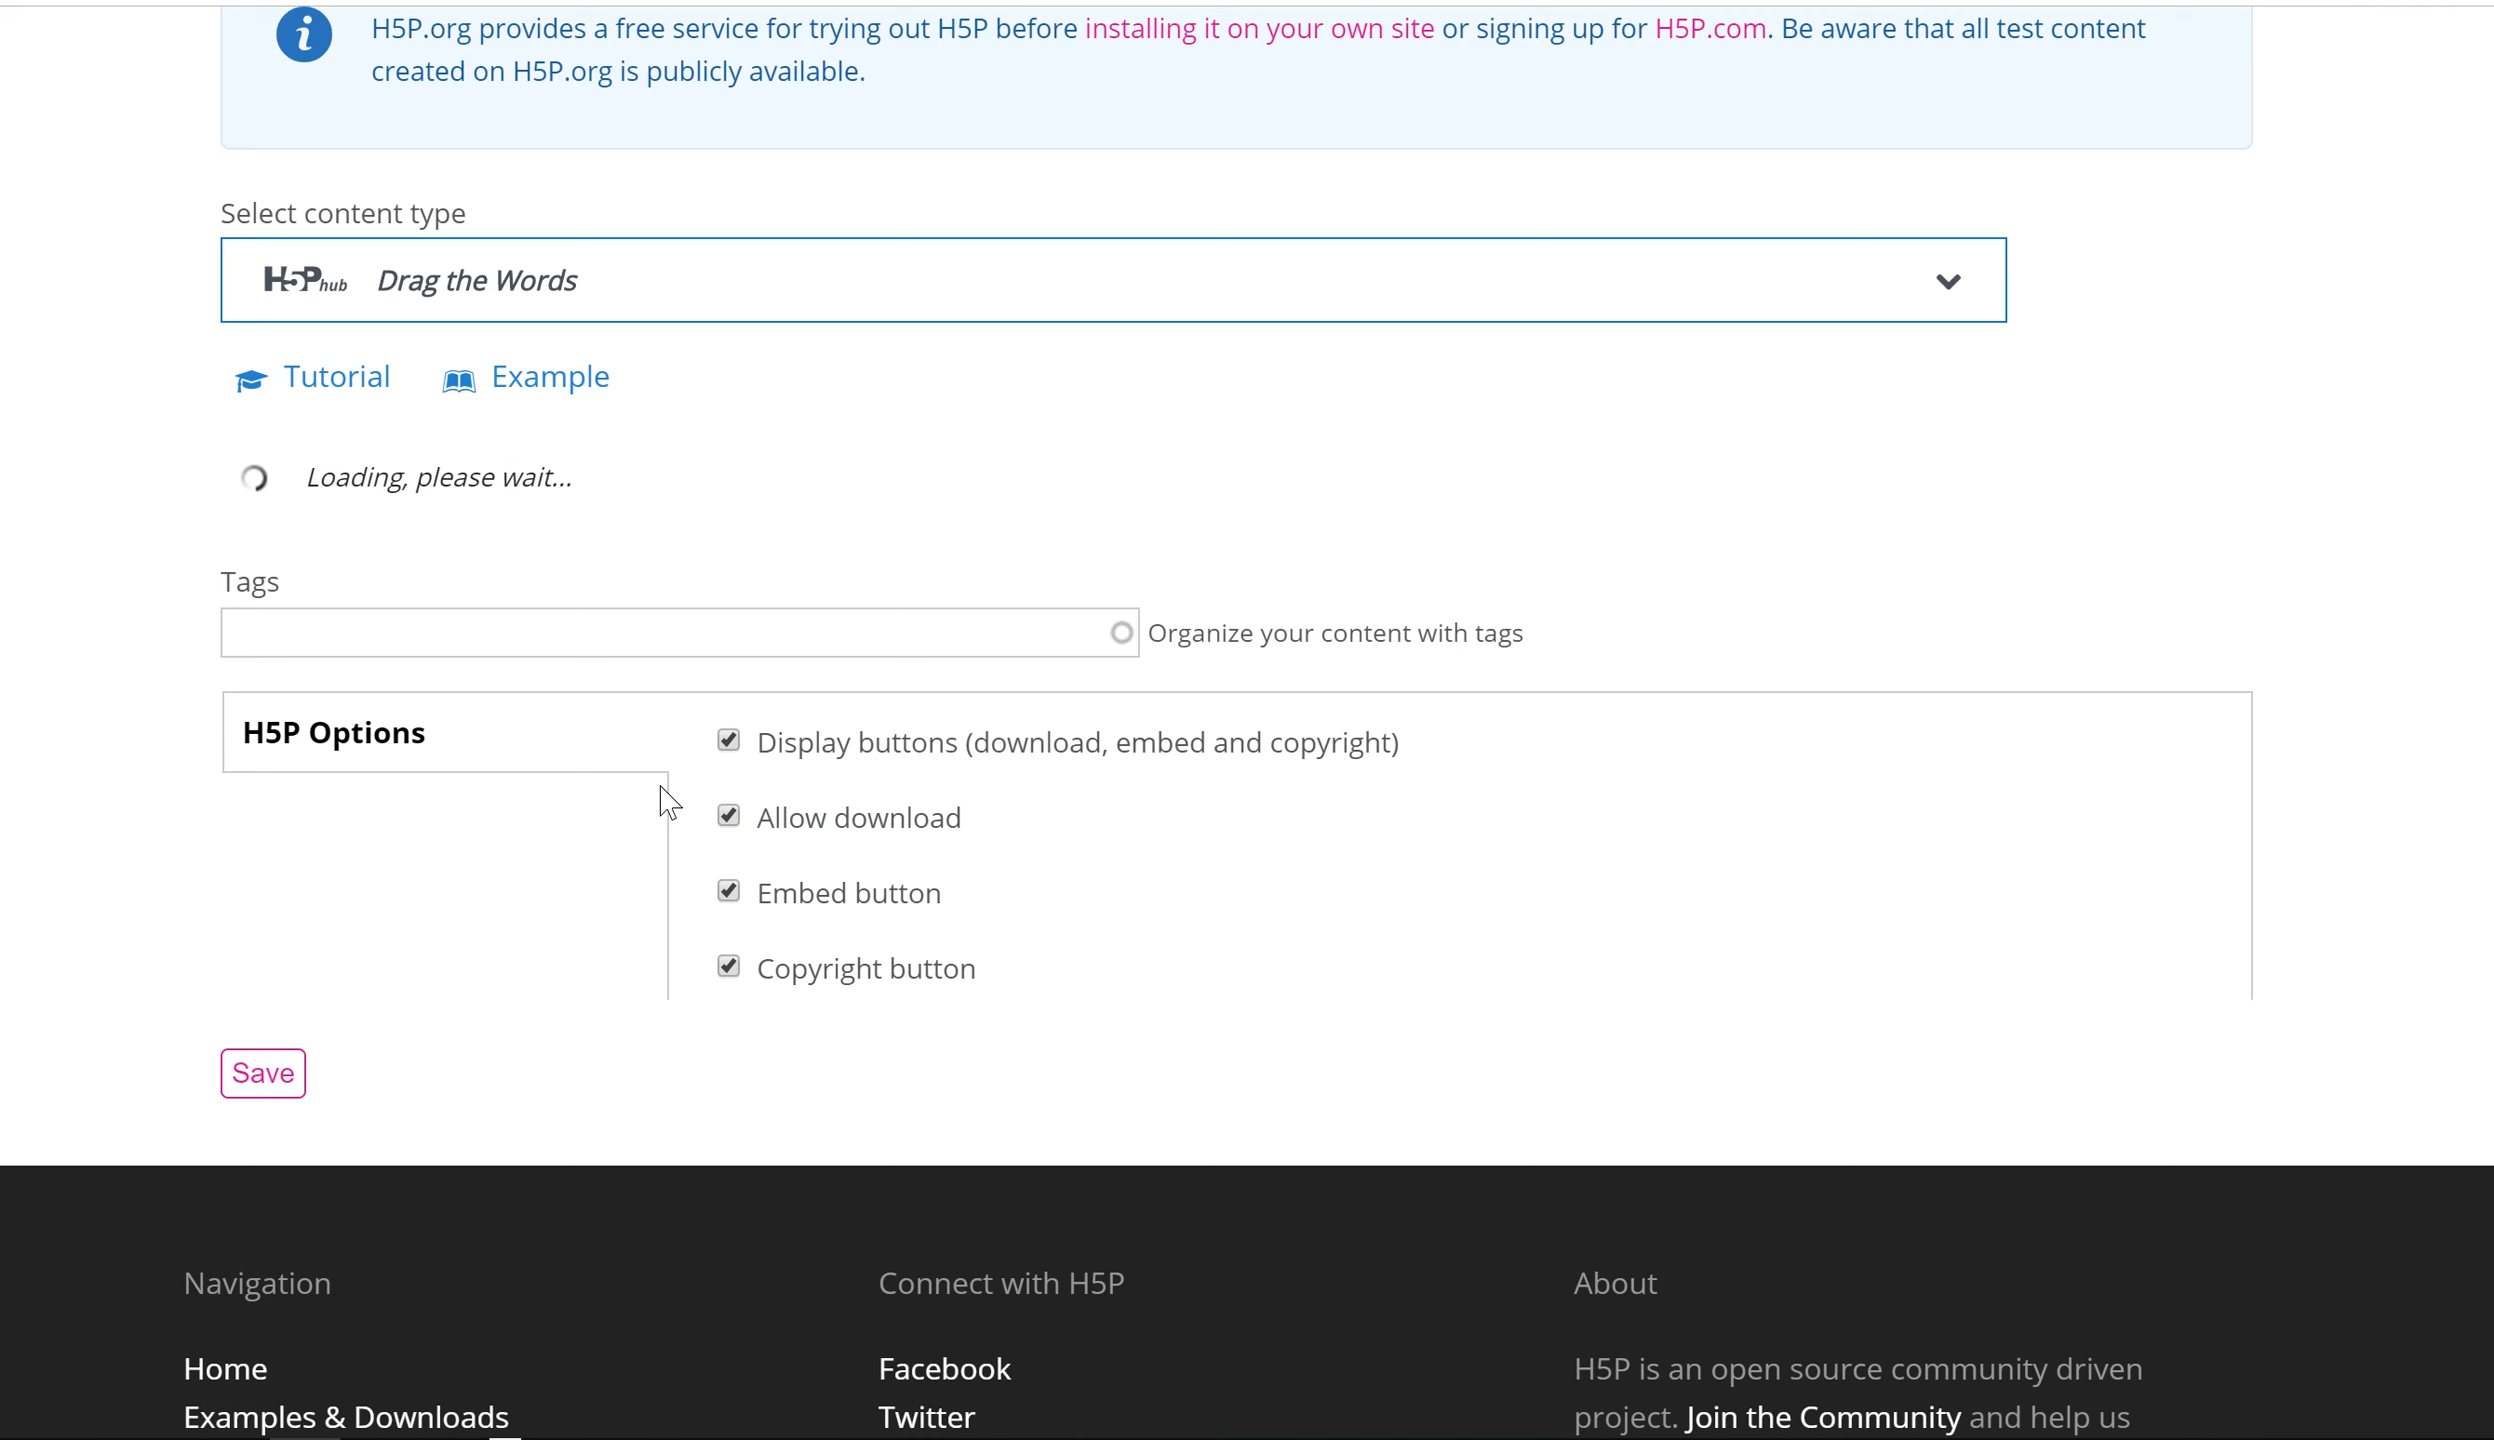 H5P.org provides a free service for trying out H5P before installing it on your own site or signing up for H5P.com. Be aware that all test content
created on H5P.org is publicly available.
Select content type
H5Phub Drag the Words
Tutorial Example
Loading, please wait...
Tags
Organize your content with tags
H5P Options
Display buttons (download, embed and copyright)
Allow download
Embed button
Copyright button
Save
Navigation Connect with H5P About
Home Facebook H5P is an open source community driven
Examples & Downloads Twitter project. Join the Community and help us